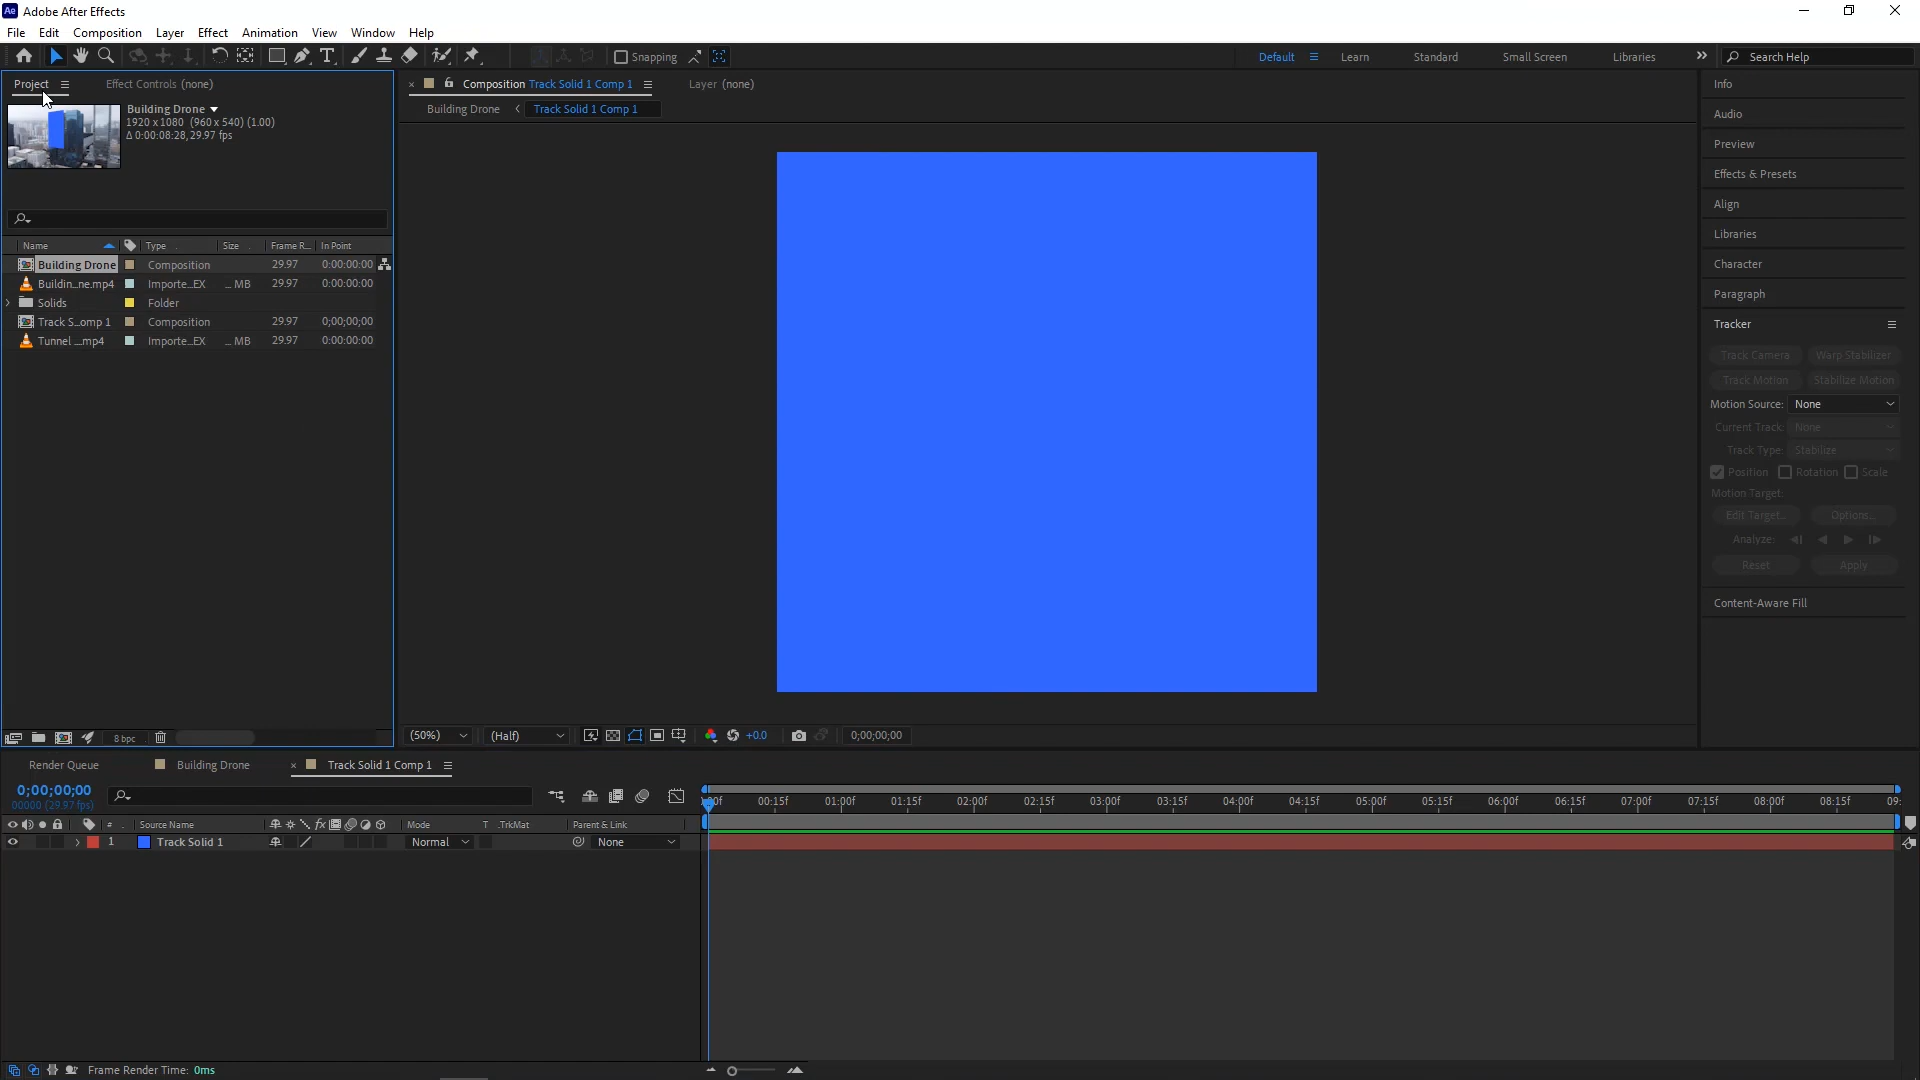 Ae Adobe After Effects
File Edit Composition Layer Effect Animation View Window Help
Snapping Default Learn Standard Small Screen Libraries Search Help
Project Effect Controls (none)
Building Drone
1920 x 1080 (960 x 540) (1.00)
Δ 0:00:08:28, 29.97 fps
Name Type Size Frame R... In Point
Building Drone Composition 29.97 0:00:00:00
Buildin...ne.mp4 Importe...EX ... MB 29.97 0:00:00:00
Solids Folder
Track S...omp 1 Composition 29.97 0;00;00;00
Tunnel ....mp4 Importe...EX ... MB 29.97 0:00:00:00
8 bpc
Composition Track Solid 1 Comp 1 Layer (none)
Building Drone Track Solid 1 Comp 1
(50%) (Half) +0.0 0;00;00;00
Info
Audio
Preview
Effects & Presets
Align
Libraries
Character
Paragraph
Tracker
Track Camera Warp Stabilizer
Track Motion Stabilize Motion
Motion Source: None
Current Track: None
Track Type: Stabilize
Position Rotation Scale
Motion Target:
Edit Target... Options...
Analyze:
Reset Apply
Content-Aware Fill
Render Queue Building Drone Track Solid 1 Comp 1
0;00;00;00
00000 (29.97 fps)
00:15f 01:00f 01:15f 02:00f 02:15f 03:00f 03:15f 04:00f 04:15f 05:00f 05:15f 06:00f 06:15f 07:00f 07:15f 08:00f 08:15f 09:
# Source Name fx Mode T .TrkMat Parent & Link
1 Track Solid 1 Normal None
Frame Render Time: 0ms